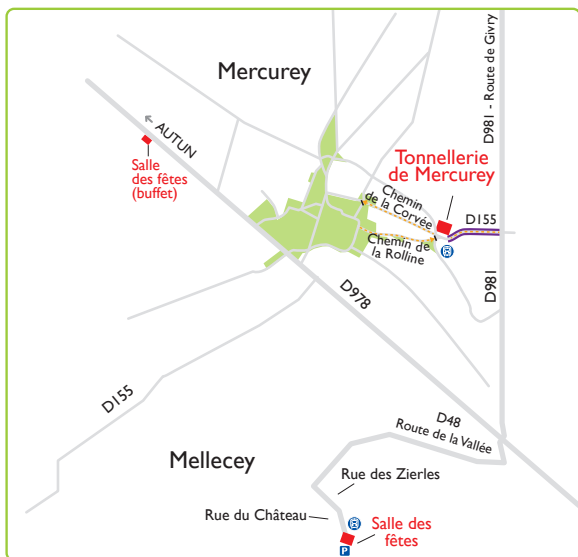 Mercurey
D981 - Route de Givry
AUTUN
Salle
des fêtes
(buffet)
Tonnellerie
de Mercurey
Chemin
de la Corvée
D155
Chemin de
la Rolline
D981
D978
D155
D48
Route de la Vallée
Mellecey
Rue des Zierles
Rue du Château
Salle des
fêtes
P